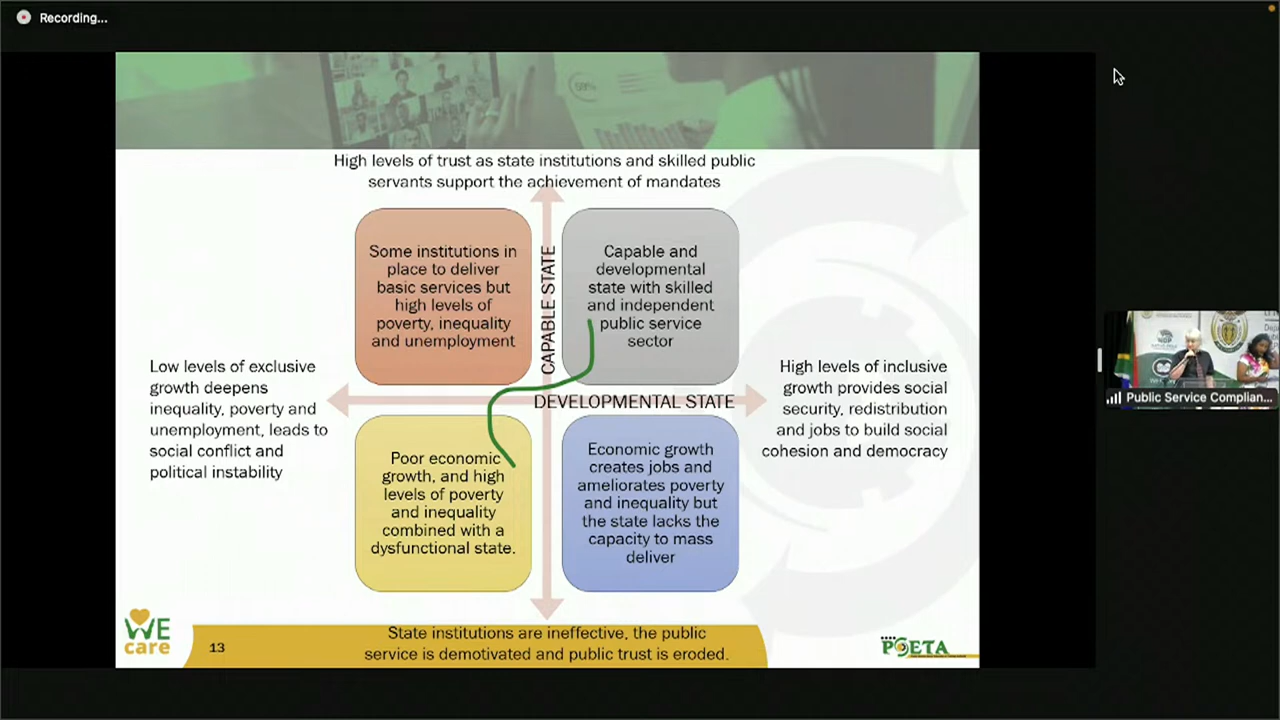 Recording...
High levels of trust as state institutions and skilled public
servants support the achievement of mandates
Some institutions in
place to deliver
basic services but
high levels of
poverty, inequality
and unemployment
CAPABLE STATE
Capable and
developmental
state with skilled
and independent
public service
sector
Low levels of exclusive
growth deepens
inequality, poverty and
unemployment, leads to
social conflict and
political instability
DEVELOPMENTAL STATE
High levels of inclusive
growth provides social
security, redistribution
and jobs to build social
cohesion and democracy
Poor economic
growth, and high
levels of poverty
and inequality
combined with a
dysfunctional state.
Economic growth
creates jobs and
ameliorates poverty
and inequality but
the state lacks the
capacity to mass
deliver
Public Service Complian...
WE
care
13
State institutions are ineffective, the public
service is demotivated and public trust is eroded.
POETA